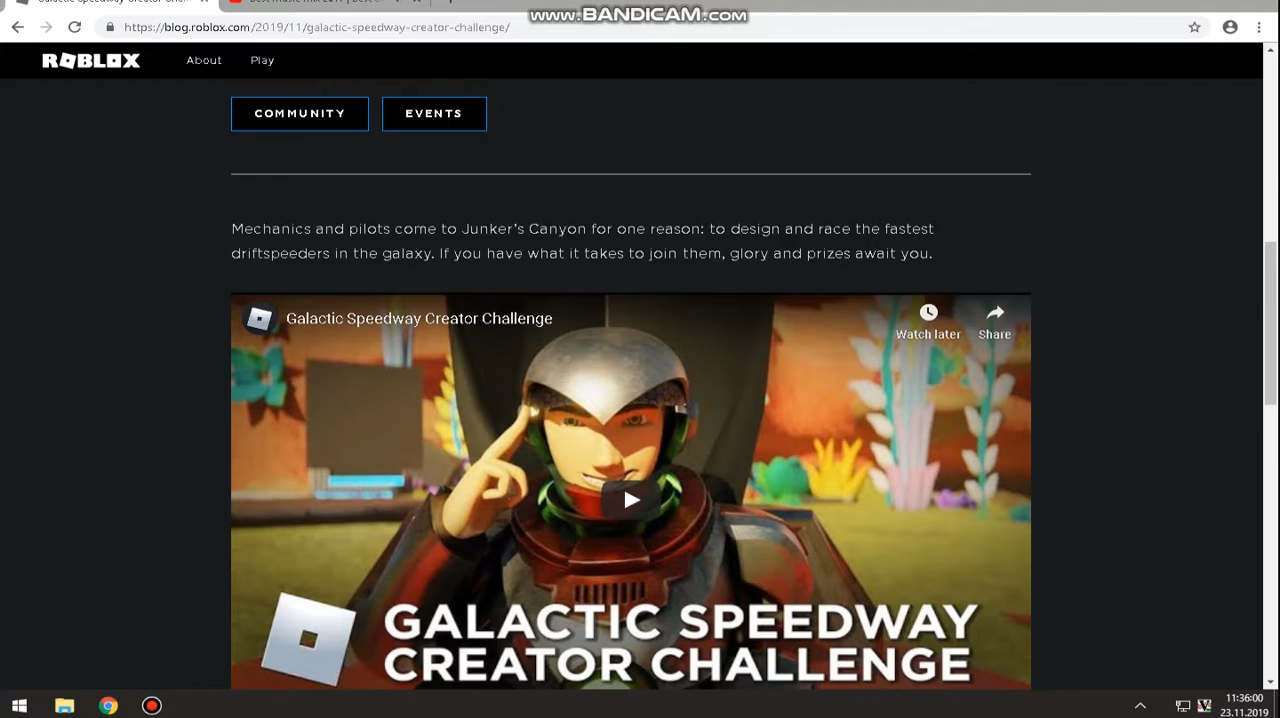 www.BANDICAM.com
https://blog.roblox.com/2019/11/galactic-speedway-creator-challenge/
ROBLOX
About
Play
COMMUNITY
EVENTS
Mechanics and pilots come to Junker's Canyon for one reason: to design and race the fastest
driftspeeders in the galaxy. If you have what it takes to join them, glory and prizes await you.
Galactic Speedway Creator Challenge
Watch later
Share
GALACTIC SPEEDWAY
CREATOR CHALLENGE
11:36:00
23.11.2019